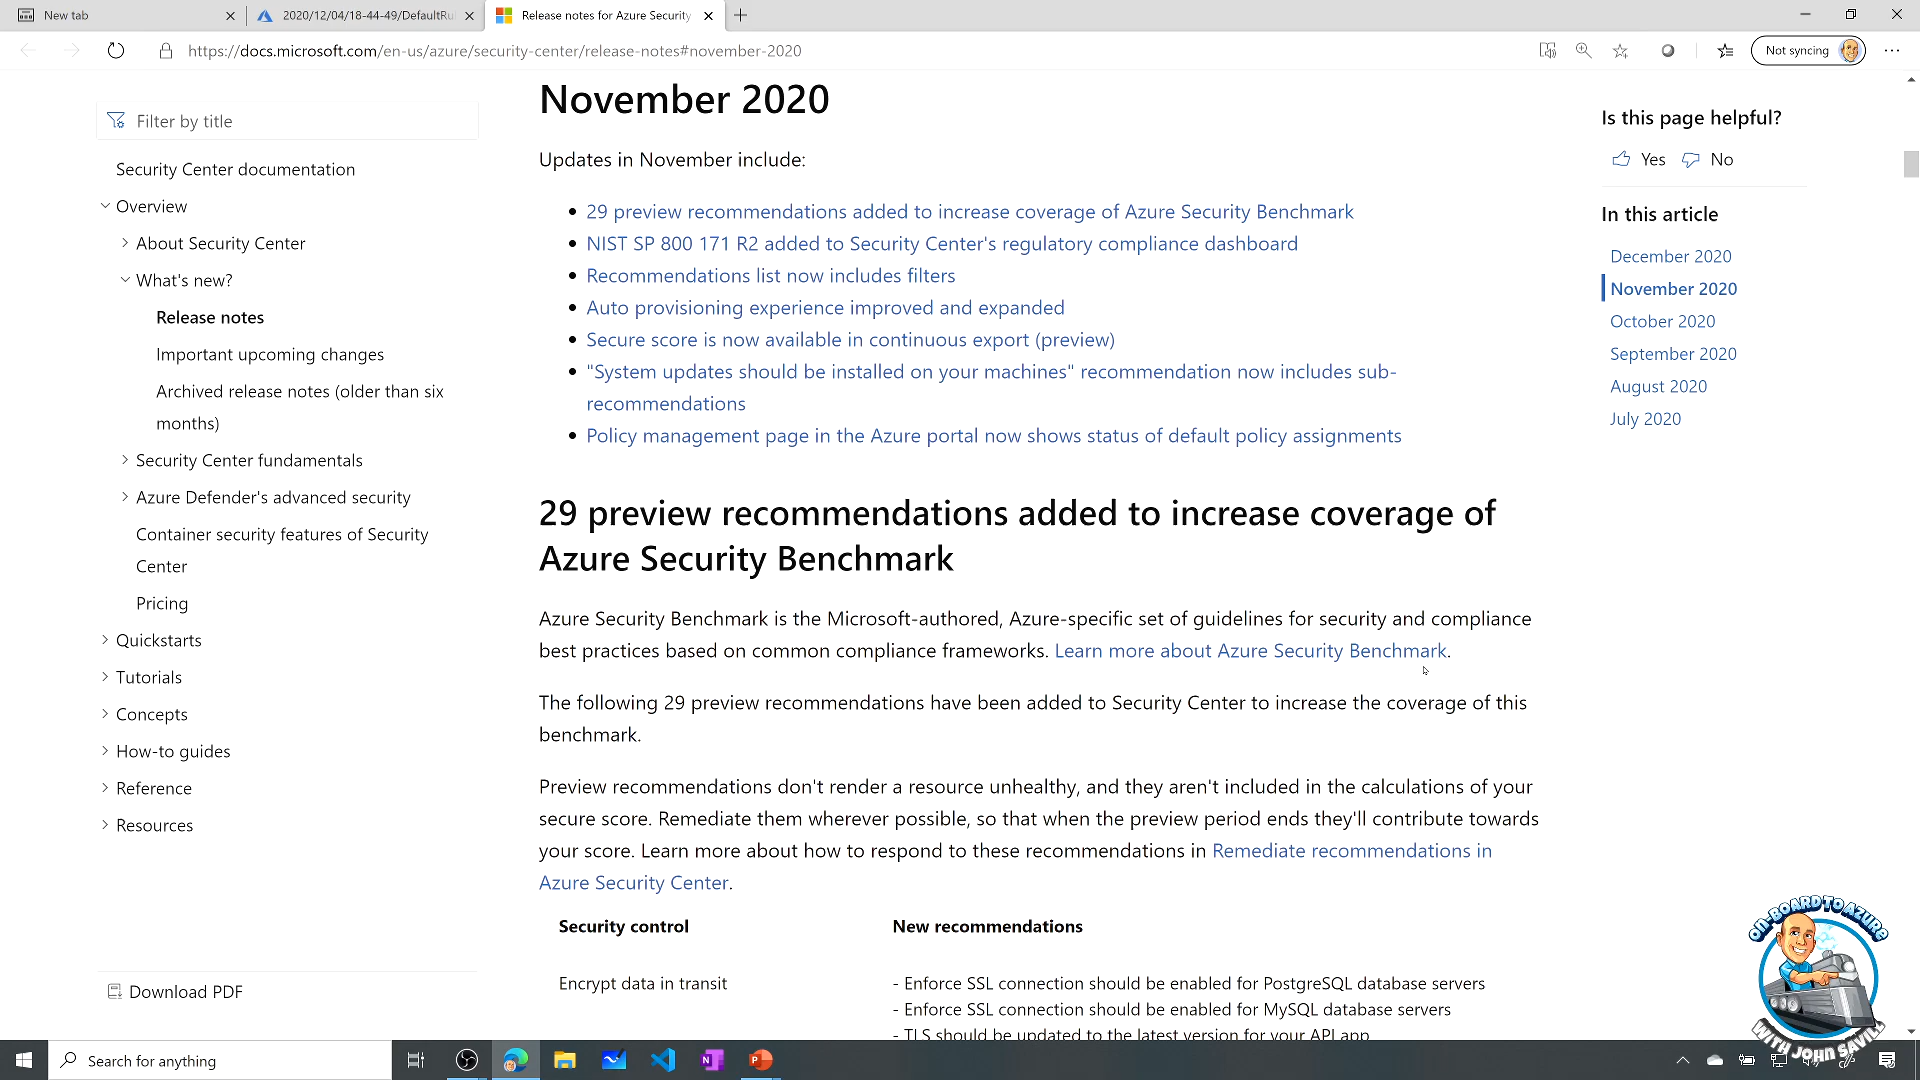 New tab
2020/12/04/18-44-49/DefaultRu
Release notes for Azure Security
https://docs.microsoft.com/en-us/azure/security-center/release-notes#november-2020
Not syncing
Filter by title
Security Center documentation
Overview
About Security Center
What's new?
Release notes
Important upcoming changes
Archived release notes (older than six
months)
Security Center fundamentals
Azure Defender's advanced security
Container security features of Security
Center
Pricing
Quickstarts
Tutorials
Concepts
How-to guides
Reference
Resources
Download PDF
November 2020
Updates in November include:
29 preview recommendations added to increase coverage of Azure Security Benchmark
NIST SP 800 171 R2 added to Security Center's regulatory compliance dashboard
Recommendations list now includes filters
Auto provisioning experience improved and expanded
Secure score is now available in continuous export (preview)
"System updates should be installed on your machines" recommendation now includes sub-
recommendations
Policy management page in the Azure portal now shows status of default policy assignments
29 preview recommendations added to increase coverage of
Azure Security Benchmark
Azure Security Benchmark is the Microsoft-authored, Azure-specific set of guidelines for security and compliance
best practices based on common compliance frameworks. Learn more about Azure Security Benchmark.
The following 29 preview recommendations have been added to Security Center to increase the coverage of this
benchmark.
Preview recommendations don't render a resource unhealthy, and they aren't included in the calculations of your
secure score. Remediate them wherever possible, so that when the preview period ends they'll contribute towards
your score. Learn more about how to respond to these recommendations in Remediate recommendations in
Azure Security Center.
Security control
New recommendations
Encrypt data in transit
- Enforce SSL connection should be enabled for PostgreSQL database servers
- Enforce SSL connection should be enabled for MySQL database servers
- TLS should be updated to the latest version for your API app
Is this page helpful?
Yes
No
In this article
December 2020
November 2020
October 2020
September 2020
August 2020
July 2020
ON-BOARD TO AZURE
WITH JOHN SAVILL
Search for anything